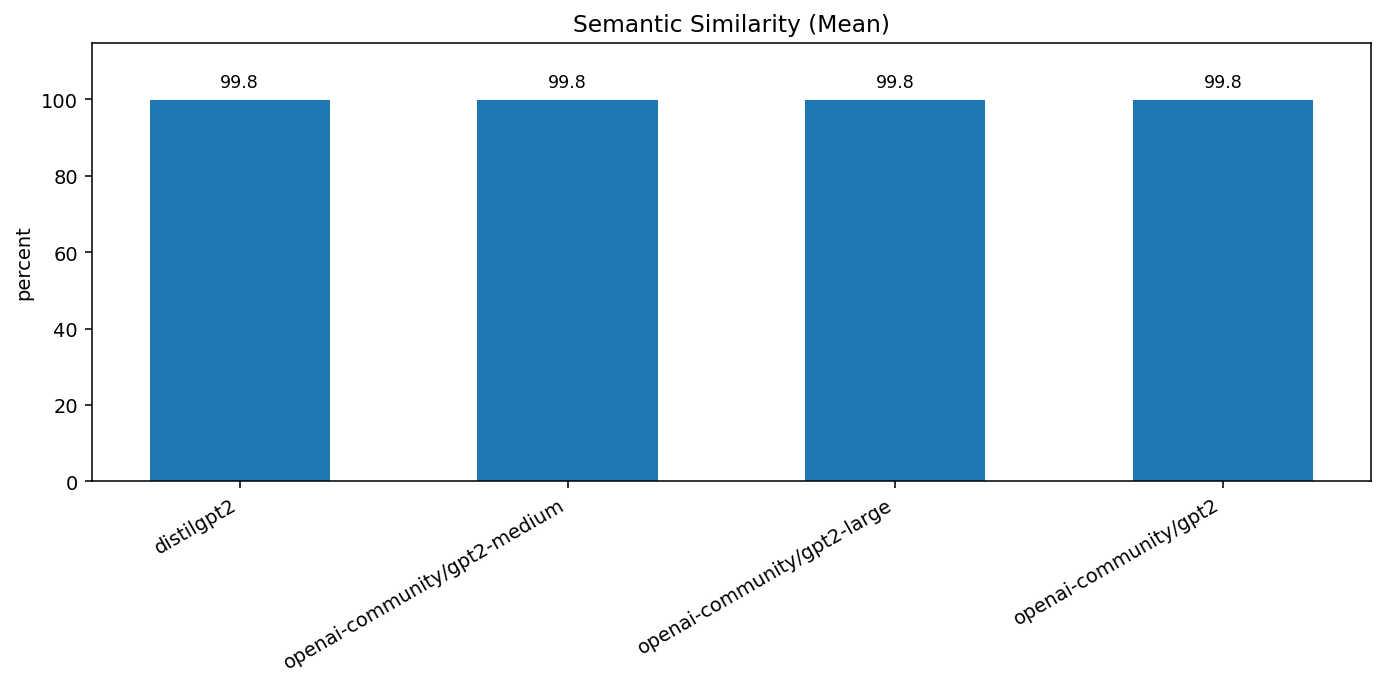 Semantic Similarity (Mean)
99.8
99.8
99.8
99.8
100
80
60
40
20
0
percent
distilgpt2
openai-community/gpt2-medium
openai-community/gpt2-large
openai-community/gpt2